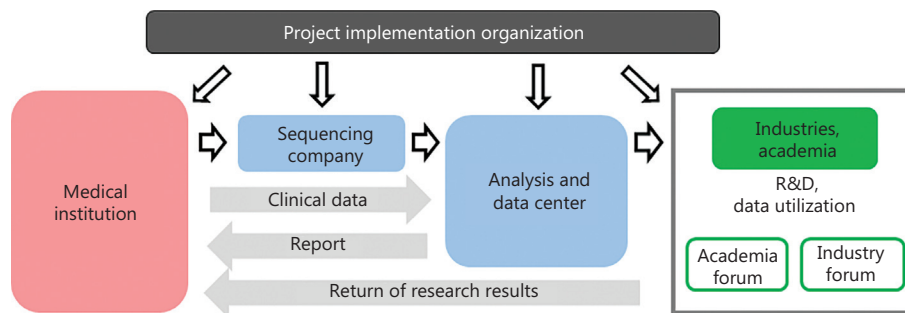 Project implementation organization
Medical
institution
Sequencing
company
Clinical data
Report
Return of research results
Analysis and
data center
Industries,
academia
R&D,
data utilization
Academia
forum
Industry
forum